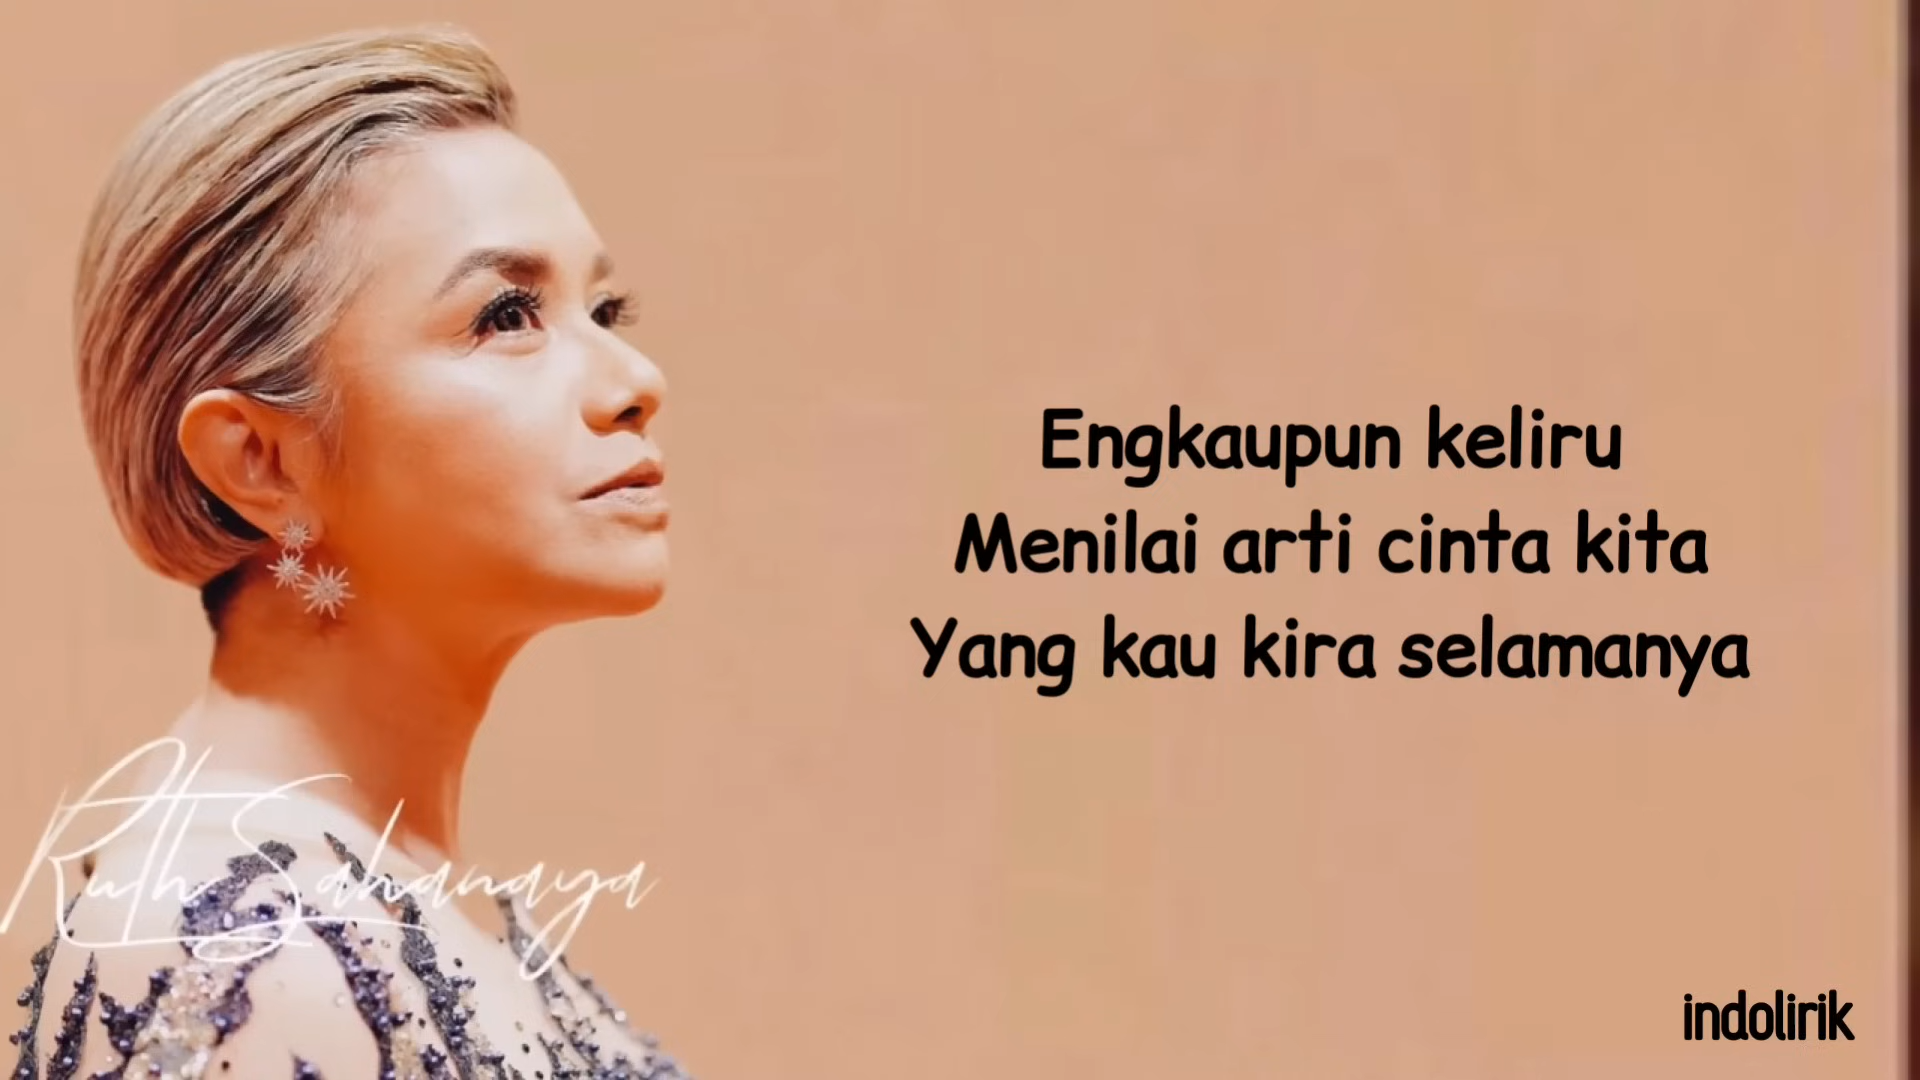 Engkaupun keliru
Menilai arti cinta kita
Yang kau kira selamanya
Ruth Sahanaya
indolirik